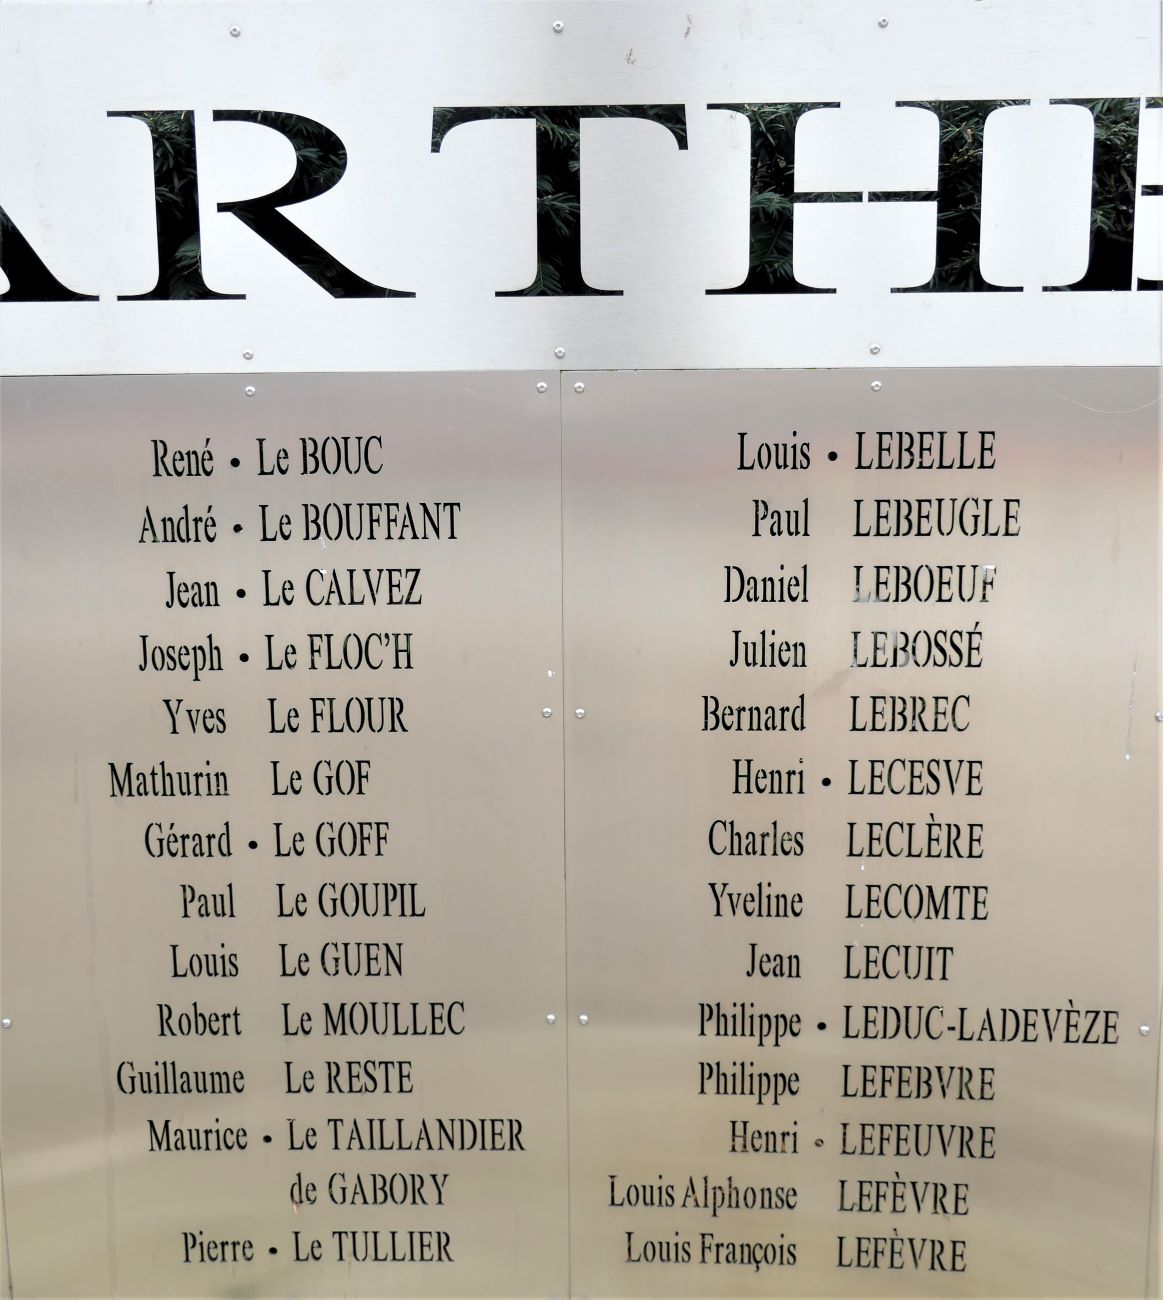 ARTHE
René • Le BOUC
André • Le BOUFFANT
Jean • Le CALVEZ
Joseph • Le FLOC'H
Yves Le FLOUR
Mathurin Le GOF
Gérard • Le GOFF
Paul Le GOUPIL
Louis Le GUEN
Robert Le MOULLEC
Guillaume Le RESTE
Maurice • Le TAILLANDIER
de GABORY
Pierre • Le TULLIER
Louis • LEBELLE
Paul LEBEUGLE
Daniel LEBOEUF
Julien LEBOSSÉ
Bernard LEBREC
Henri • LECESVE
Charles LECLÈRE
Yveline LECOMTE
Jean LECUIT
Philippe • LEDUC-LADEVÈZE
Philippe LEFEBVRE
Henri • LEFEUVRE
Louis Alphonse LEFÈVRE
Louis François LEFÈVRE